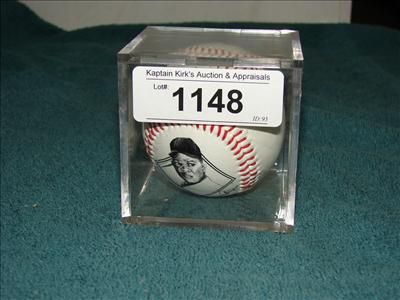 Kaptain Kirk's Auction & Appraisals
Lot#:
1148
ID:93